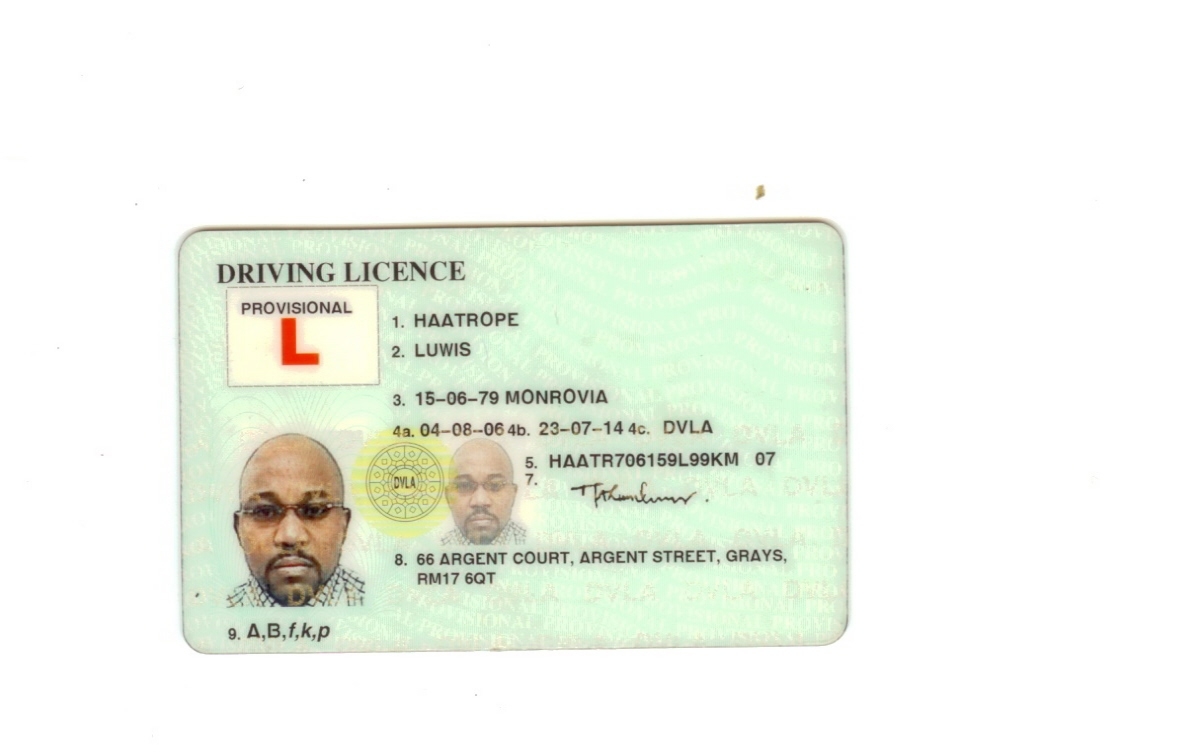 DRIVING LICENCE
PROVISIONAL
L
1. HAATROPE
2. LUWIS
3. 15-06-79 MONROVIA
4a. 04-08-06 4b. 23-07-14 4c. DVLA
5. HAATR706159L99KM 07
7.
DVLA
8. 66 ARGENT COURT, ARGENT STREET, GRAYS,
RM17 6QT
9. A,B,f,k,p